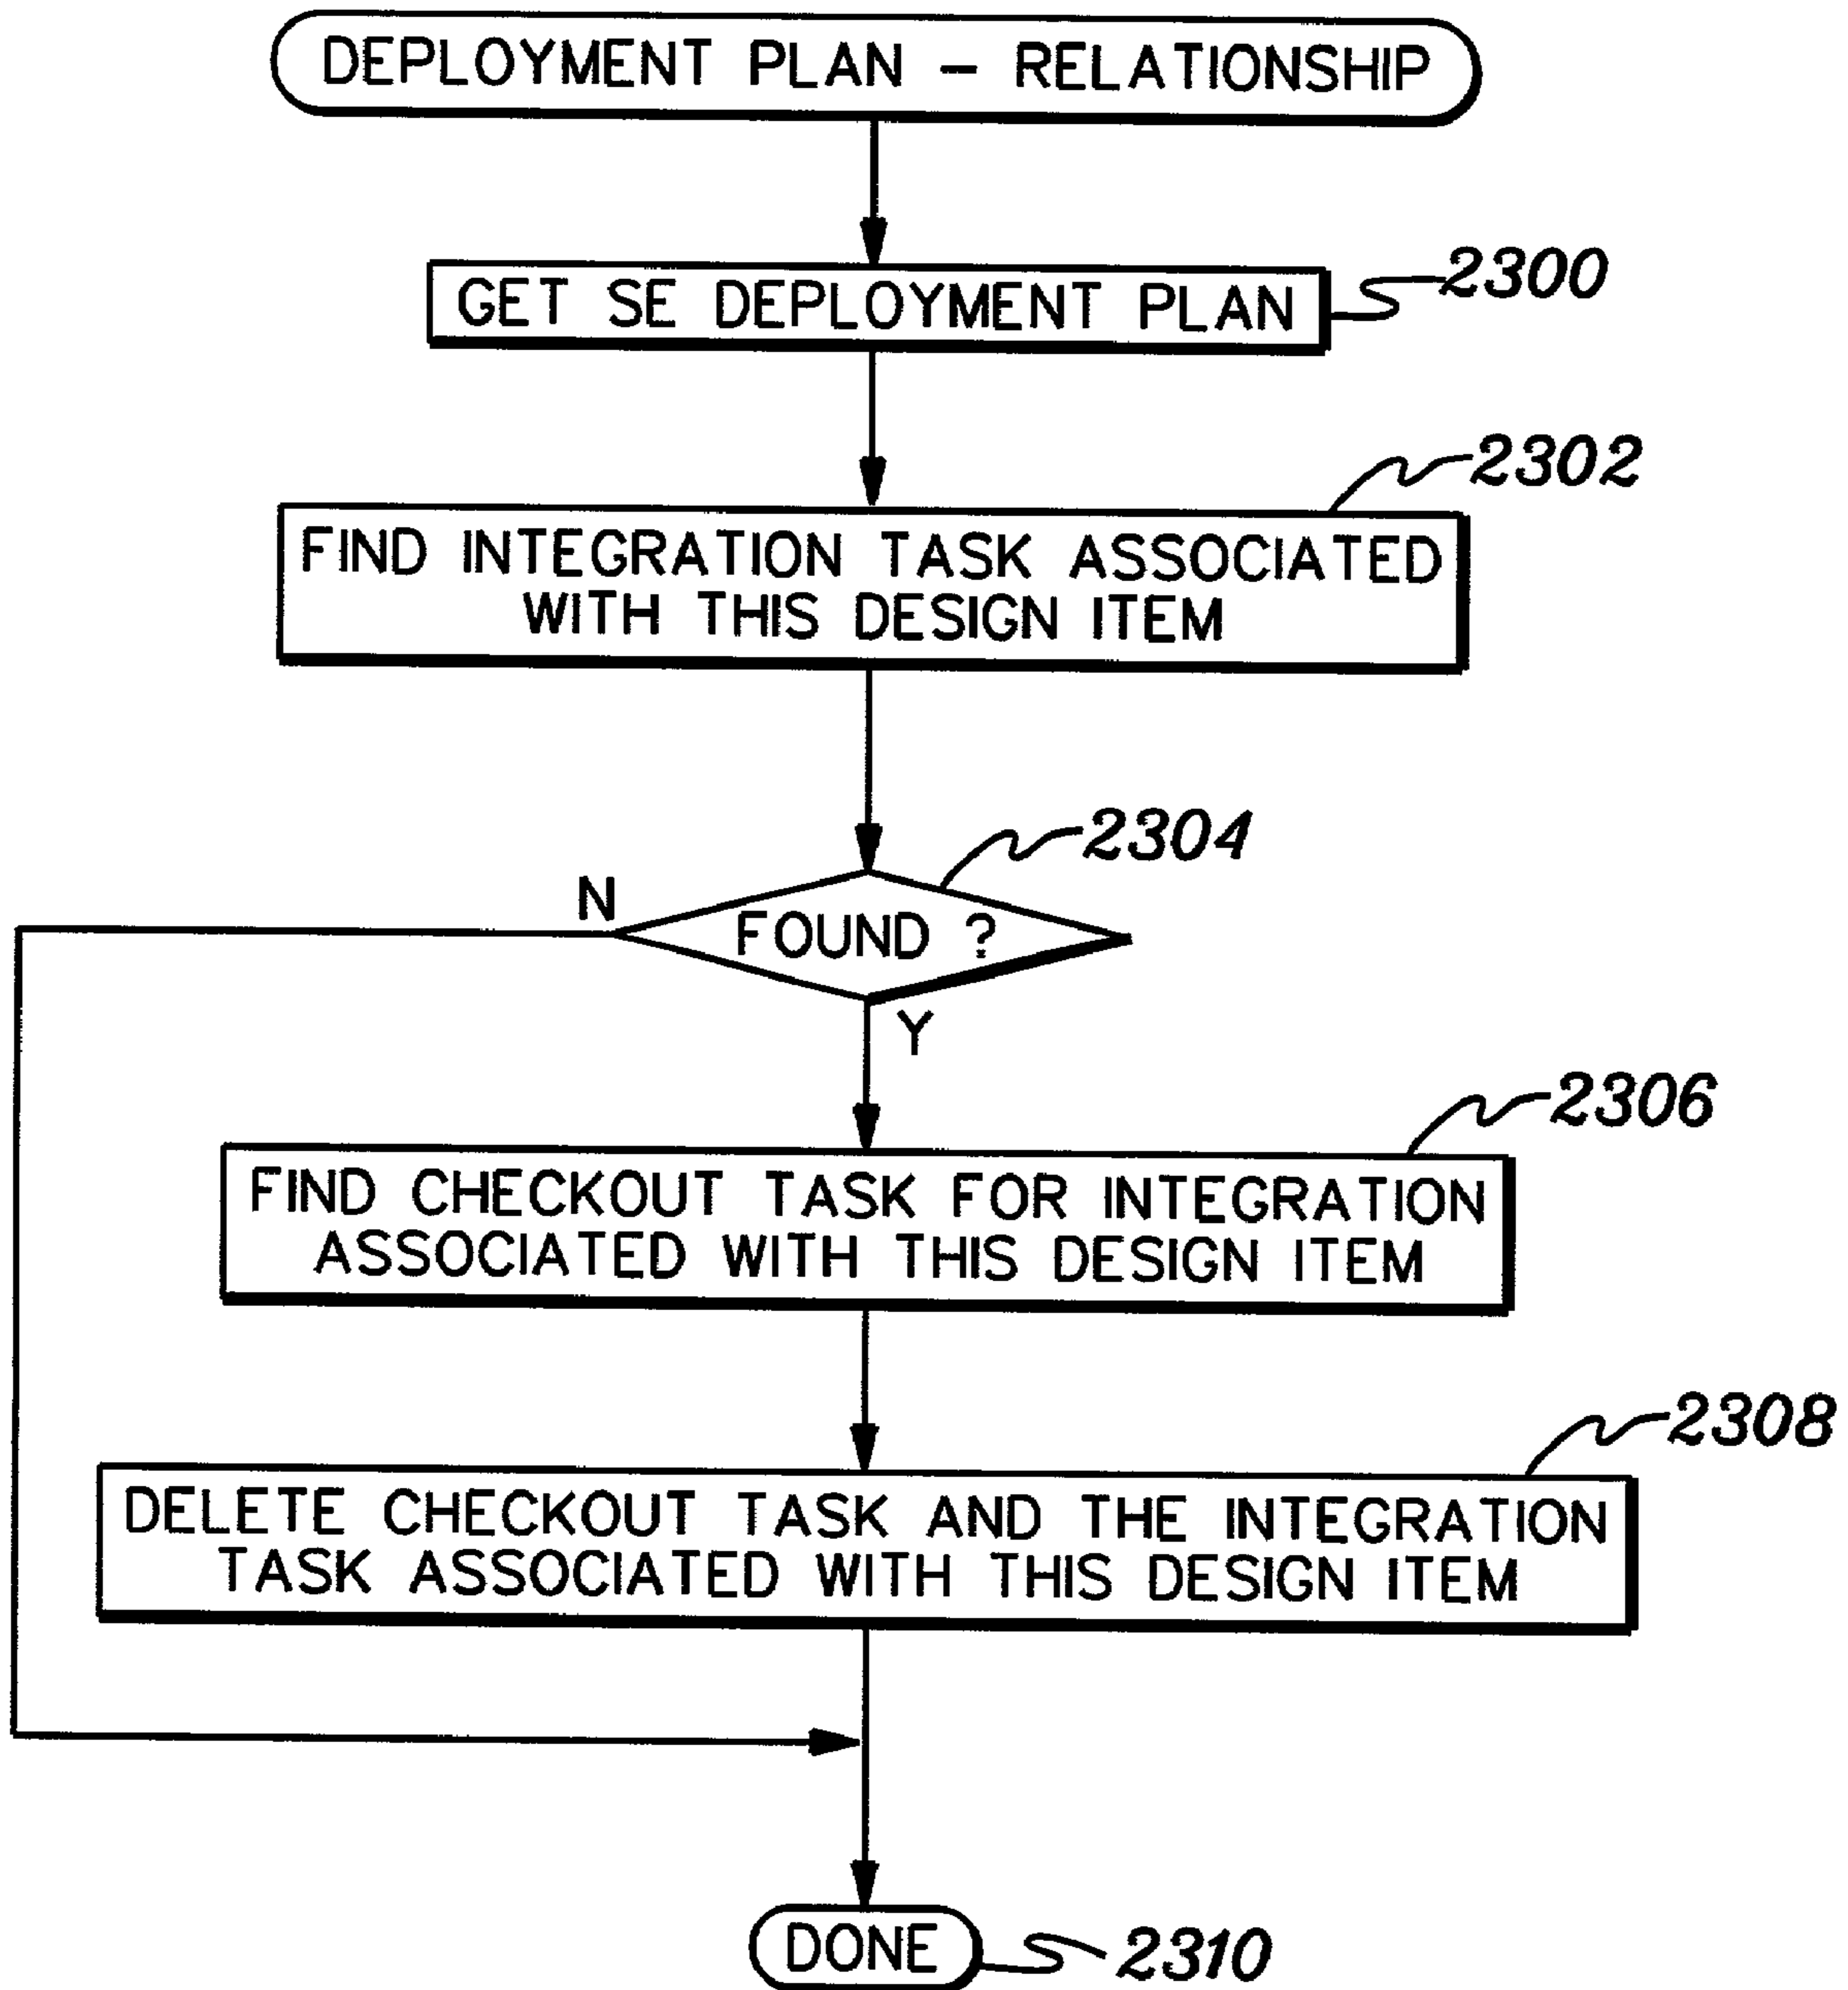 DEPLOYMENT PLAN – RELATIONSHIP
GET SE DEPLOYMENT PLAN
2300
2302
FIND INTEGRATION TASK ASSOCIATED
WITH THIS DESIGN ITEM
2304
N
FOUND ?
Y
2306
FIND CHECKOUT TASK FOR INTEGRATION
ASSOCIATED WITH THIS DESIGN ITEM
2308
DELETE CHECKOUT TASK AND THE INTEGRATION
TASK ASSOCIATED WITH THIS DESIGN ITEM
DONE
2310